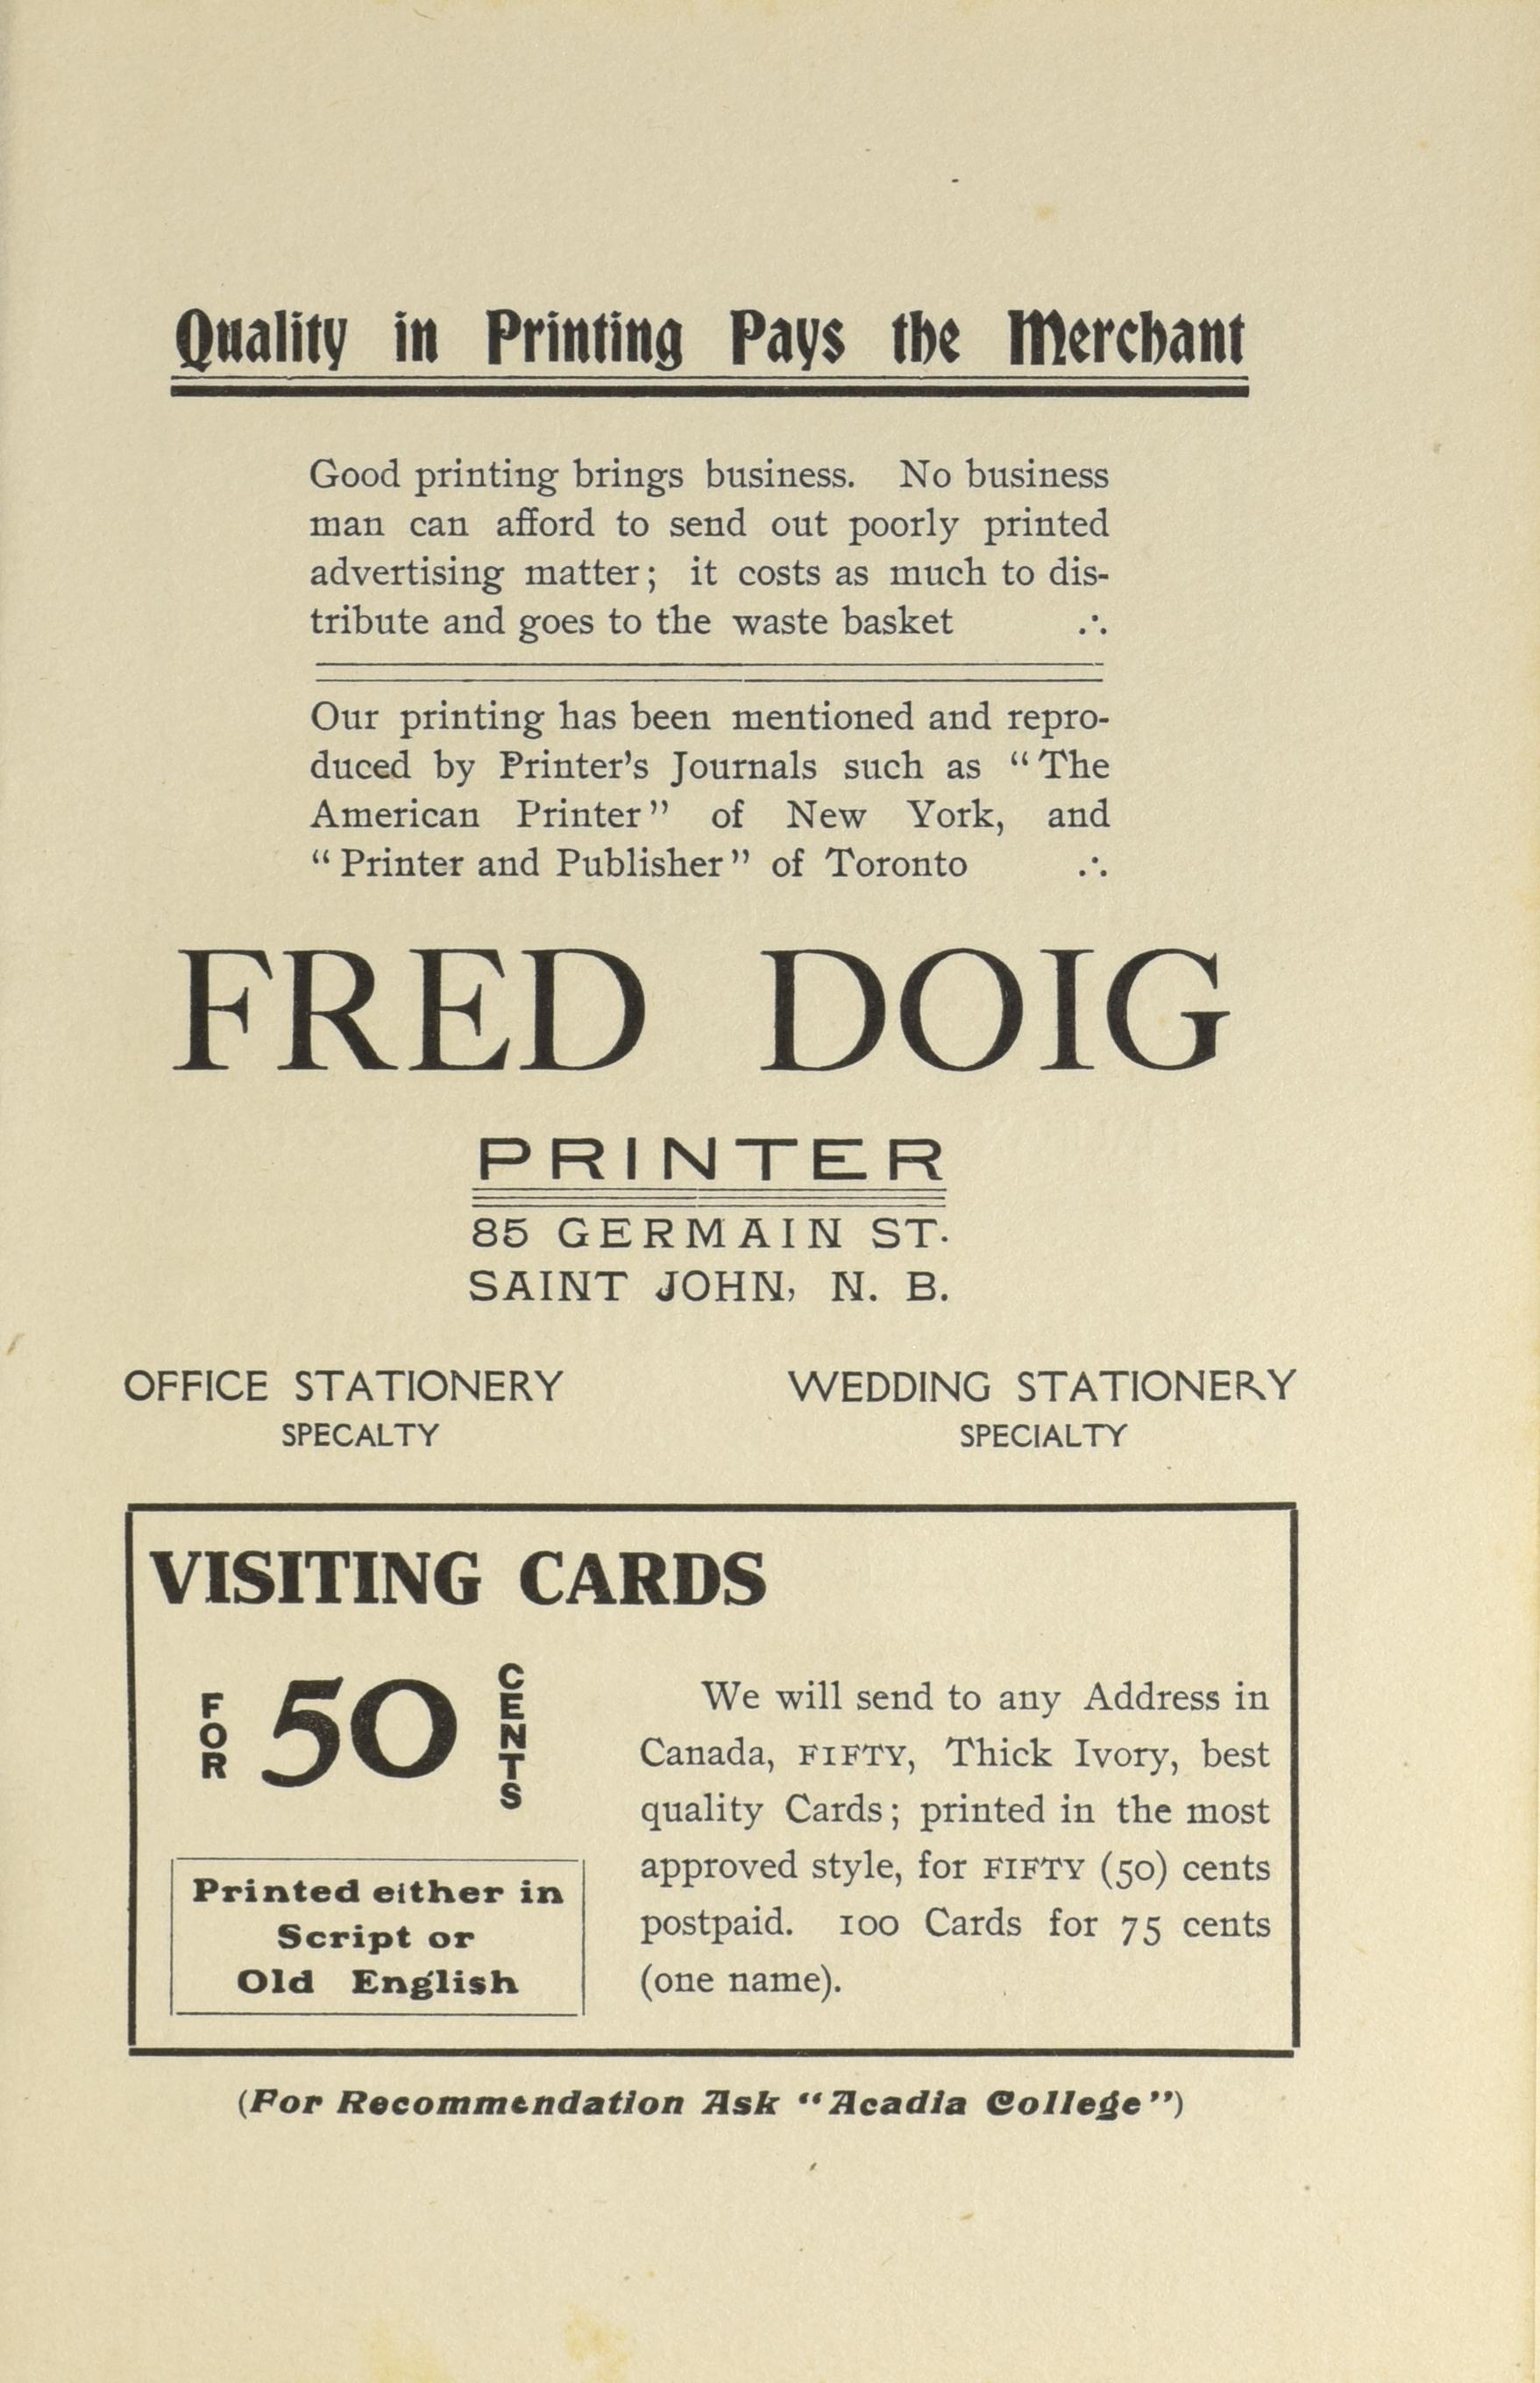 Quality in Printing Pays the Merchant
Good printing brings business. No business
man can afford to send out poorly printed
advertising matter; it costs as much to dis-
tribute and goes to the waste basket ∴
Our printing has been mentioned and repro-
duced by Printer's Journals such as "The
American Printer" of New York, and
"Printer and Publisher" of Toronto ∴
FRED DOIG
PRINTER
85 GERMAIN ST.
SAINT JOHN, N. B.
OFFICE STATIONERY
SPECALTY
WEDDING STATIONERY
SPECIALTY
VISITING CARDS
FOR 50 CENTS
Printed either in
Script or
Old English
We will send to any Address in
Canada, FIFTY, Thick Ivory, best
quality Cards; printed in the most
approved style, for FIFTY (50) cents
postpaid. 100 Cards for 75 cents
(one name).
(For Recommendation Ask "Acadia College")